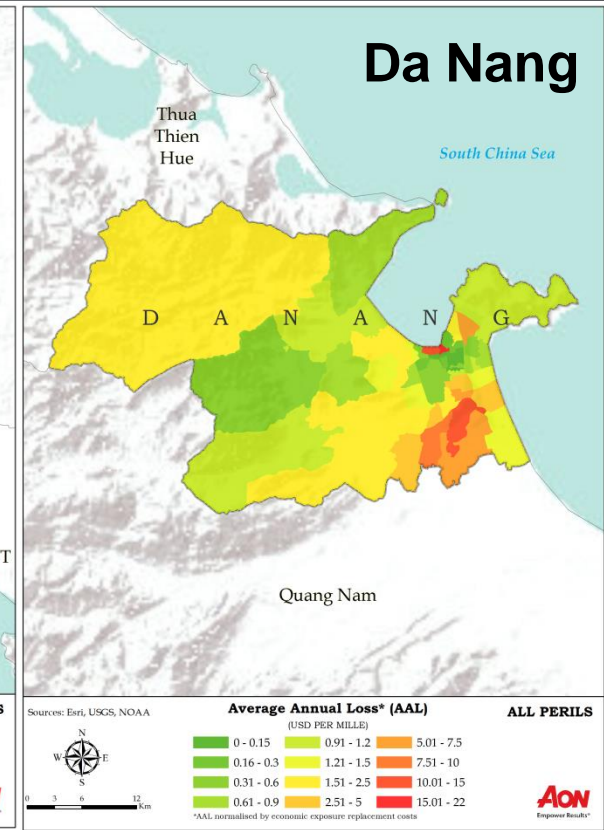 Da Nang
Thua
Thien
Hue
South China Sea
D A N A N G
T
Quang Nam
S
Sources: Esri, USGS, NOAA
Average Annual Loss* (AAL)
(USD PER MILLE)
ALL PERILS
N
W E
S
0 3 6 12
Km
0 - 0.15
0.16 - 0.3
0.31 - 0.6
0.61 - 0.9
0.91 - 1.2
1.21 - 1.5
1.51 - 2.5
2.51 - 5
5.01 - 7.5
7.51 - 10
10.01 - 15
15.01 - 22
*AAL normalised by economic exposure replacement costs
AON
Empower Results®